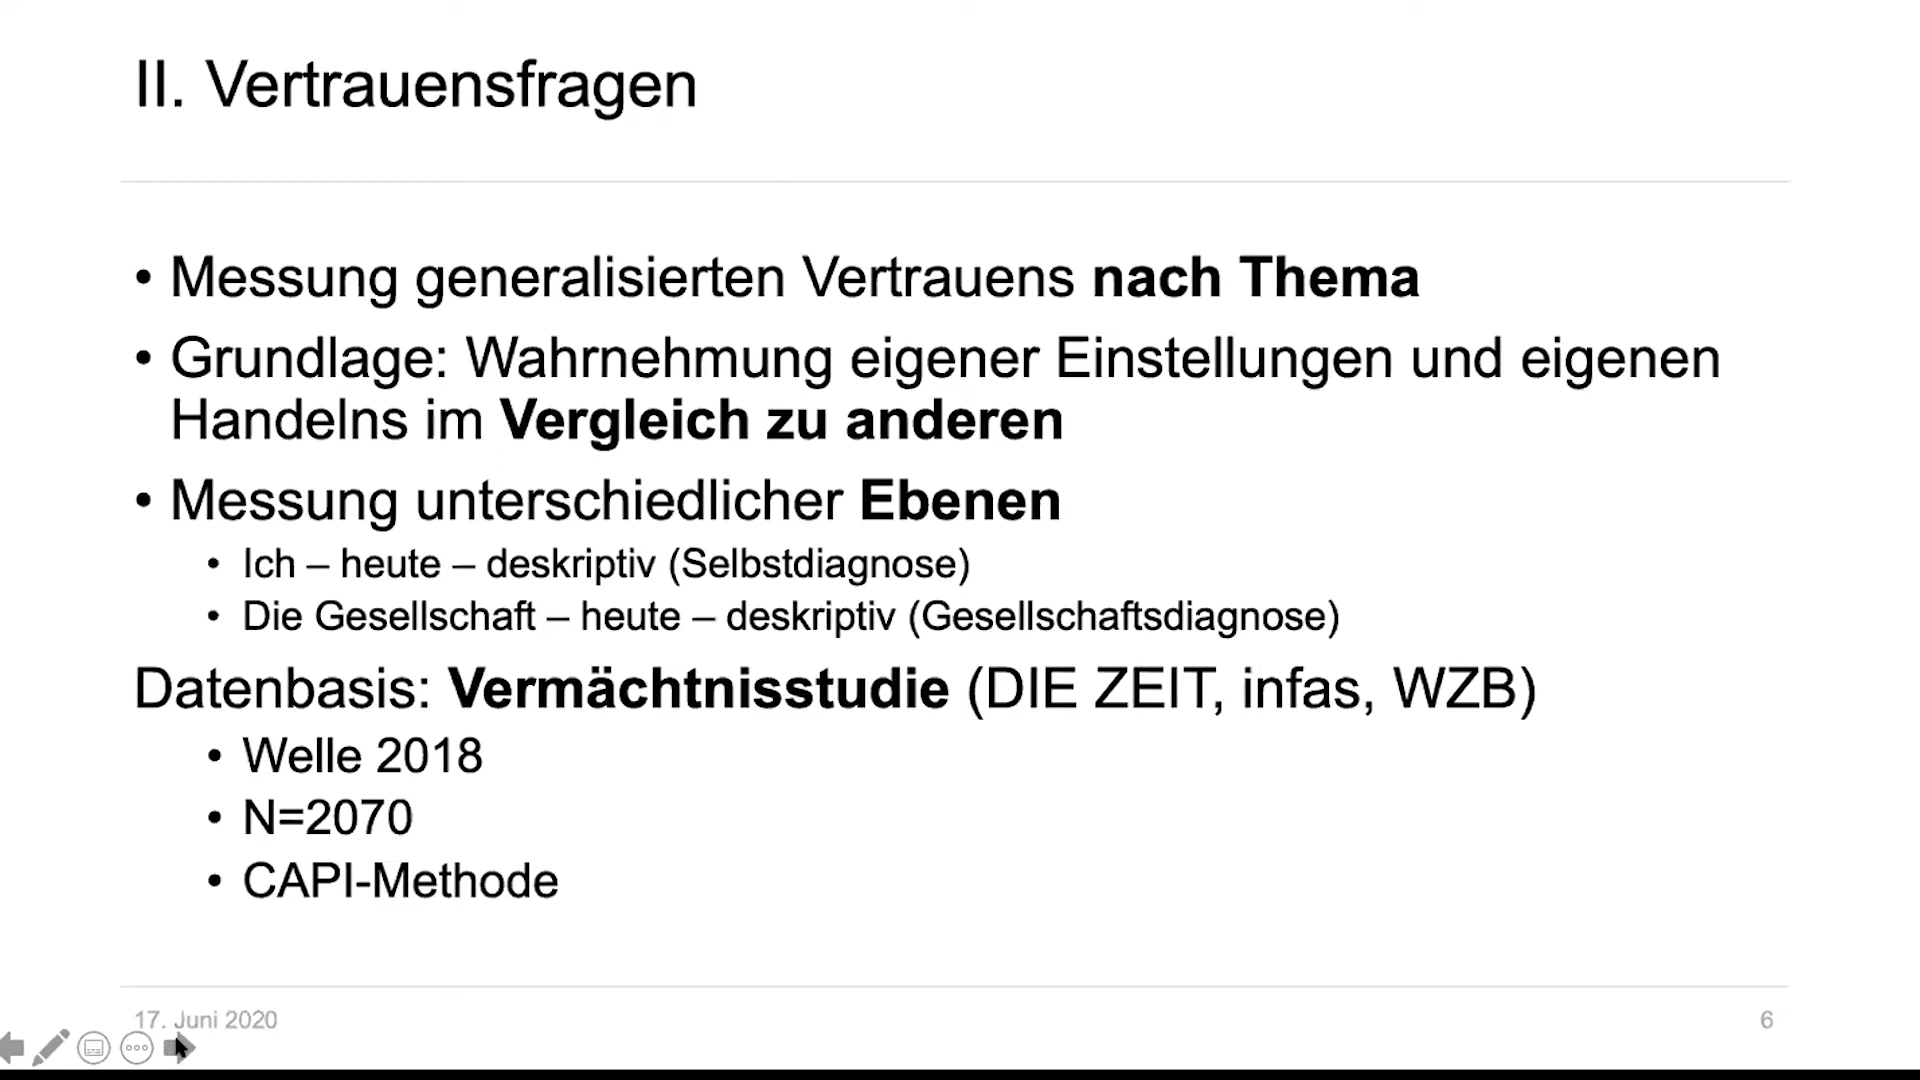 II. Vertrauensfragen
• Messung generalisierten Vertrauens nach Thema
• Grundlage: Wahrnehmung eigener Einstellungen und eigenen
Handelns im Vergleich zu anderen
• Messung unterschiedlicher Ebenen
• Ich – heute – deskriptiv (Selbstdiagnose)
• Die Gesellschaft – heute – deskriptiv (Gesellschaftsdiagnose)
Datenbasis: Vermächtnisstudie (DIE ZEIT, infas, WZB)
• Welle 2018
• N=2070
• CAPI-Methode
17. Juni 2020
6